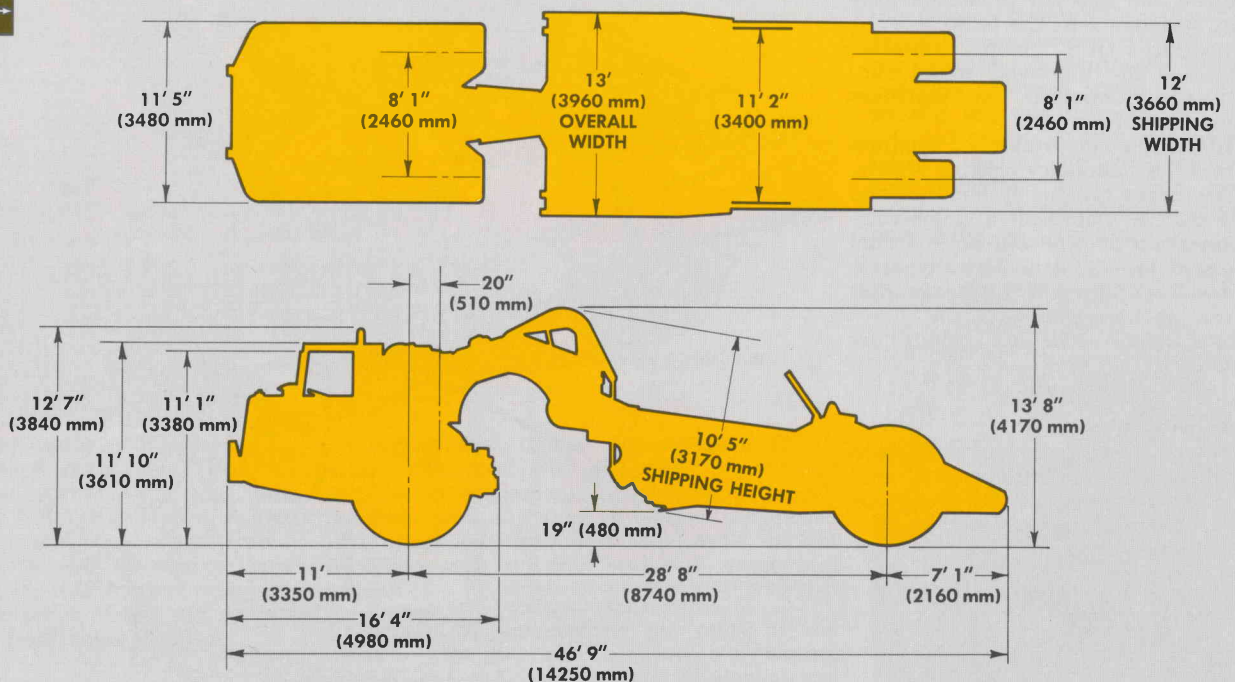 11′ 5″
(3480 mm)
8′ 1″
(2460 mm)
13′
(3960 mm)
OVERALL
WIDTH
11′ 2″
(3400 mm)
8′ 1″
(2460 mm)
12′
(3660 mm)
SHIPPING
WIDTH
20″
(510 mm)
12′ 7″
(3840 mm)
11′ 10″
(3610 mm)
11′ 1″
(3380 mm)
10′ 5″
(3170 mm)
SHIPPING HEIGHT
13′ 8″
(4170 mm)
19″ (480 mm)
11′
(3350 mm)
28′ 8″
(8740 mm)
7′ 1″
(2160 mm)
16′ 4″
(4980 mm)
46′ 9″
(14250 mm)